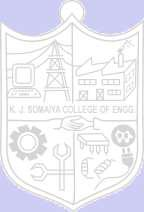 K. J. SOMAIYA COLLEGE OF ENGG.